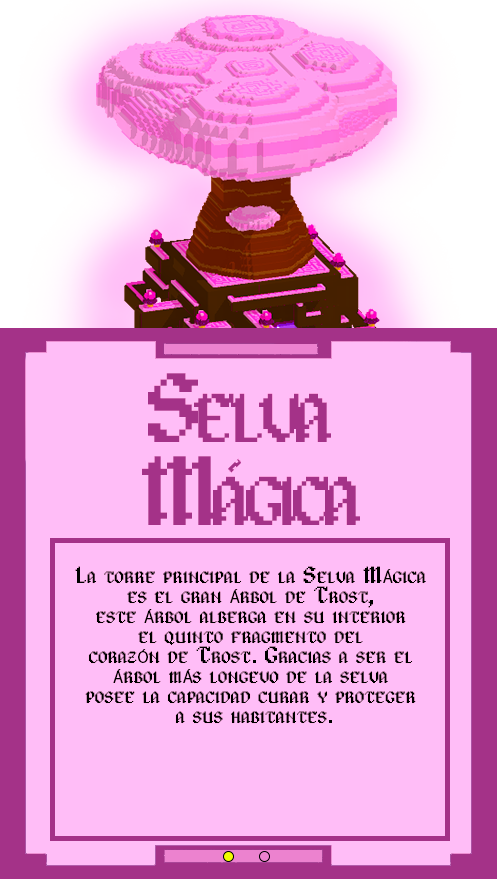 Selva
Mágica
La torre principal de la Selva Mágica
es el gran árbol de Trost,
este árbol alberga en su interior
el quinto fragmento del
corazón de Trost. Gracias a ser el
árbol más longevo de la selva
posee la capacidad curar y proteger
a sus habitantes.